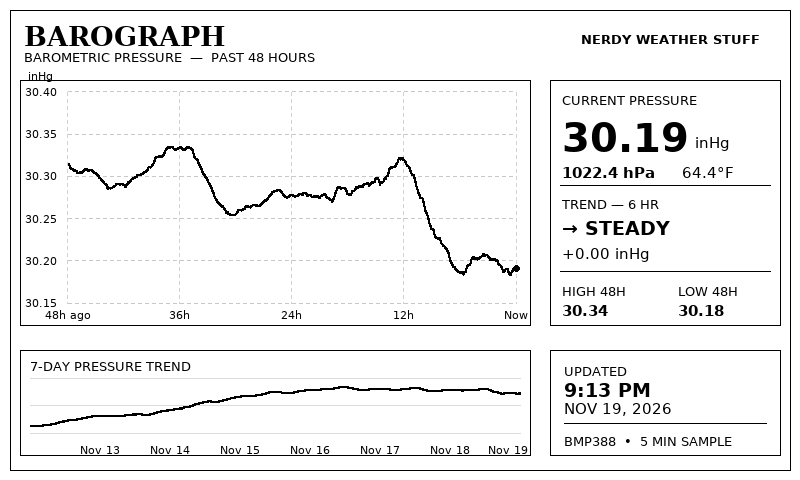 BAROGRAPH
BAROMETRIC PRESSURE — PAST 48 HOURS
NERDY WEATHER STUFF
inHg
30.40
30.35
30.30
30.25
30.20
30.15
48h ago 36h 24h 12h Now
CURRENT PRESSURE
30.19 inHg
1022.4 hPa 64.4°F
TREND — 6 HR
→ STEADY
+0.00 inHg
HIGH 48H LOW 48H
30.34 30.18
7-DAY PRESSURE TREND
Nov 13 Nov 14 Nov 15 Nov 16 Nov 17 Nov 18 Nov 19
UPDATED
9:13 PM
NOV 19, 2026
BMP388 • 5 MIN SAMPLE